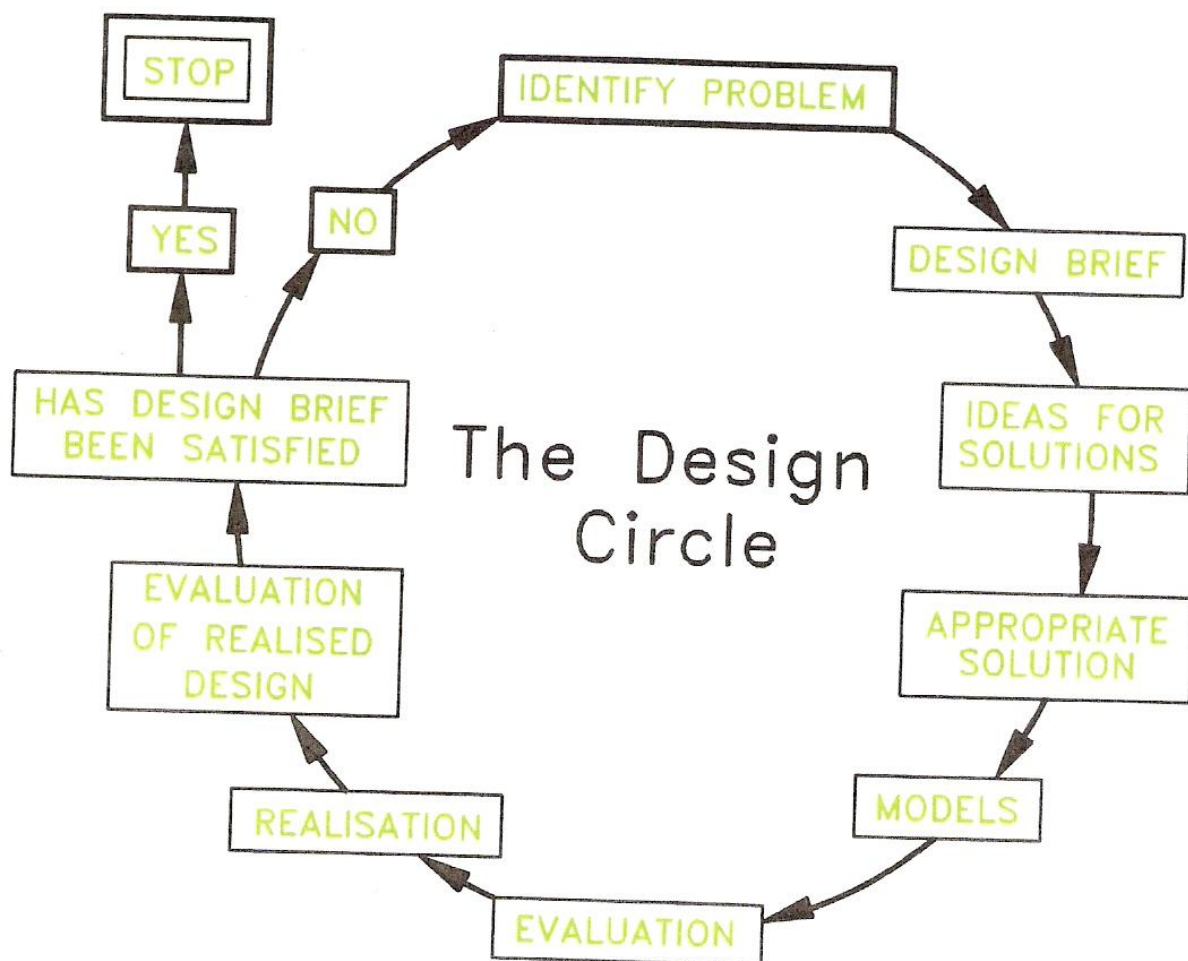 STOP
IDENTIFY PROBLEM
YES
NO
DESIGN BRIEF
HAS DESIGN BRIEF
BEEN SATISFIED
The Design
Circle
IDEAS FOR
SOLUTIONS
EVALUATION
OF REALISED
DESIGN
APPROPRIATE
SOLUTION
REALISATION
MODELS
EVALUATION